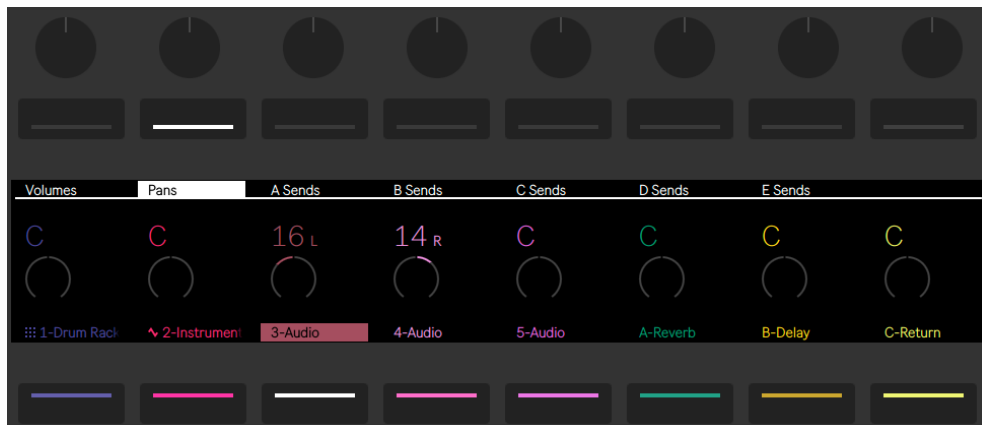 Volumes Pans A Sends B Sends C Sends D Sends E Sends
C C 16 L 14 R C C C C
1-Drum Rack 2-Instrument 3-Audio 4-Audio 5-Audio A-Reverb B-Delay C-Return